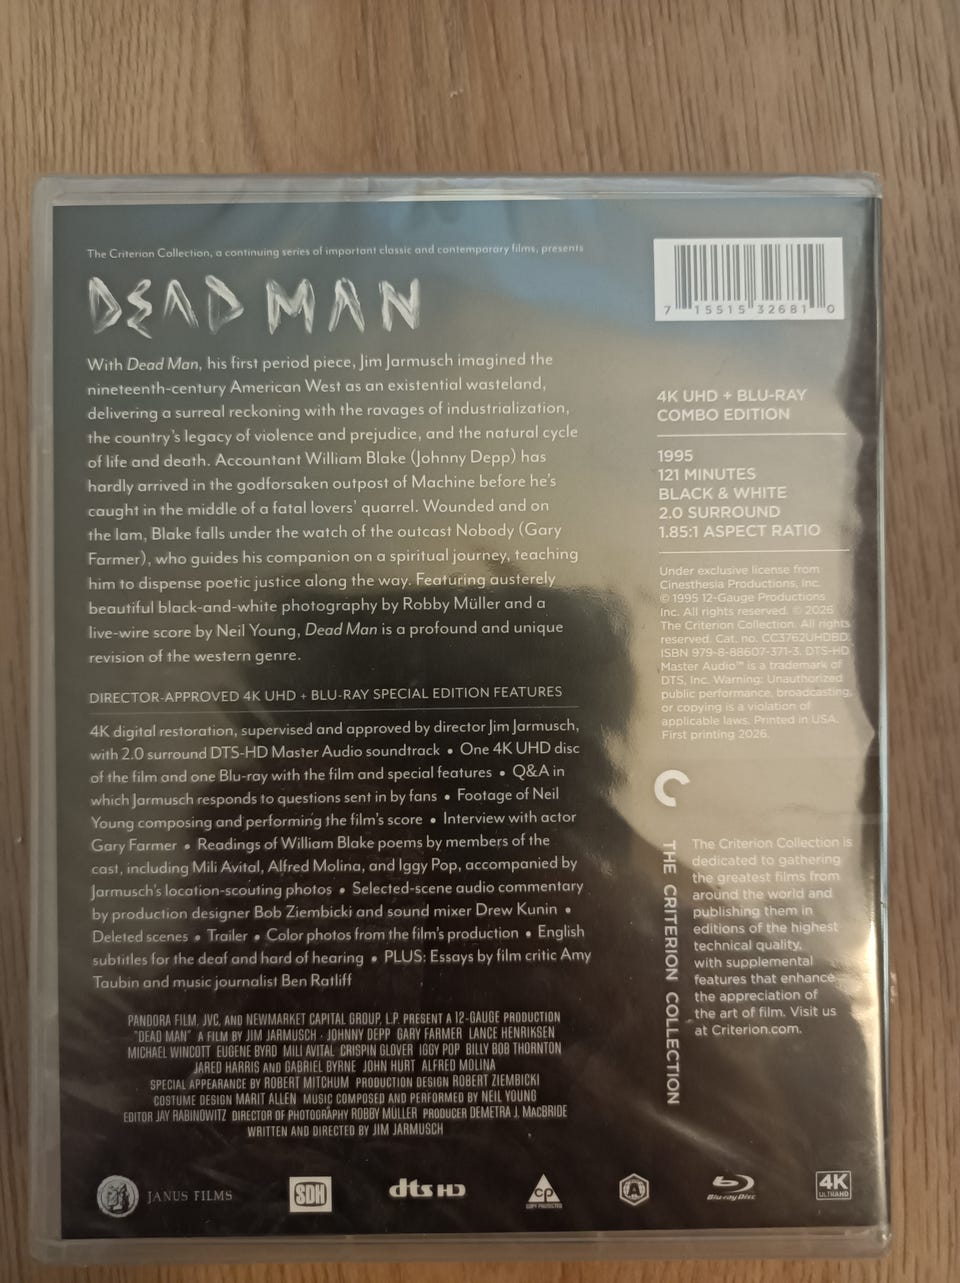 The Criterion Collection, a continuing series of important classic and contemporary films, presents
DEAD MAN
With Dead Man, his first period piece, Jim Jarmusch imagined the
nineteenth-century American West as an existential wasteland,
delivering a surreal reckoning with the ravages of industrialization,
the country's legacy of violence and prejudice, and the natural cycle
of life and death. Accountant William Blake (Johnny Depp) has
hardly arrived in the godforsaken outpost of Machine before he's
caught in the middle of a fatal lovers' quarrel. Wounded and on
the lam, Blake falls under the watch of the outcast Nobody (Gary
Farmer), who guides his companion on a spiritual journey, teaching
him to dispense poetic justice along the way. Featuring austerely
beautiful black-and-white photography by Robby Müller and a
live-wire score by Neil Young, Dead Man is a profound and unique
revision of the western genre.
DIRECTOR-APPROVED 4K UHD + BLU-RAY SPECIAL EDITION FEATURES
4K digital restoration, supervised and approved by director Jim Jarmusch,
with 2.0 surround DTS-HD Master Audio soundtrack • One 4K UHD disc
of the film and one Blu-ray with the film and special features • Q&A in
which Jarmusch responds to questions sent in by fans • Footage of Neil
Young composing and performing the film's score • Interview with actor
Gary Farmer • Readings of William Blake poems by members of the
cast, including Mili Avital, Alfred Molina, and Iggy Pop, accompanied by
Jarmusch's location-scouting photos • Selected-scene audio commentary
by production designer Bob Ziembicki and sound mixer Drew Kunin •
Deleted scenes • Trailer • Color photos from the film's production • English
subtitles for the deaf and hard of hearing • PLUS: Essays by film critic Amy
Taubin and music journalist Ben Ratliff
PANDORA FILM, JVC, AND NEWMARKET CAPITAL GROUP, L.P. PRESENT A 12-GAUGE PRODUCTION
"DEAD MAN" A FILM BY JIM JARMUSCH · JOHNNY DEPP GARY FARMER LANCE HENRIKSEN
MICHAEL WINCOTT EUGENE BYRD MILI AVITAL CRISPIN GLOVER IGGY POP BILLY BOB THORNTON
JARED HARRIS AND GABRIEL BYRNE JOHN HURT ALFRED MOLINA
SPECIAL APPEARANCE BY ROBERT MITCHUM PRODUCTION DESIGN ROBERT ZIEMBICKI
COSTUME DESIGN MARIT ALLEN MUSIC COMPOSED AND PERFORMED BY NEIL YOUNG
EDITOR JAY RABINOWITZ DIRECTOR OF PHOTOGRAPHY ROBBY MÜLLER PRODUCER DEMETRA J. MacBRIDE
WRITTEN AND DIRECTED BY JIM JARMUSCH
7 15515 32681 0
4K UHD + BLU-RAY
COMBO EDITION
1995
121 MINUTES
BLACK & WHITE
2.0 SURROUND
1.85:1 ASPECT RATIO
Under exclusive license from
Cinesthesia Productions, Inc.
© 1995 12-Gauge Productions
Inc. All rights reserved. © 2026
The Criterion Collection. All rights
reserved. Cat. no. CC3762UHDBD.
ISBN 979-8-88607-371-3. DTS-HD
Master Audio™ is a trademark of
DTS, Inc. Warning: Unauthorized
public performance, broadcasting,
or copying is a violation of
applicable laws. Printed in USA.
First printing 2026.
THE CRITERION COLLECTION
The Criterion Collection is
dedicated to gathering
the greatest films from
around the world and
publishing them in
editions of the highest
technical quality,
with supplemental
features that enhance
the appreciation of
the art of film. Visit us
at Criterion.com.
JANUS FILMS
SDH
dts HD
CP
COPY PROTECTED
A
Blu-ray Disc
4K
ULTRAHD